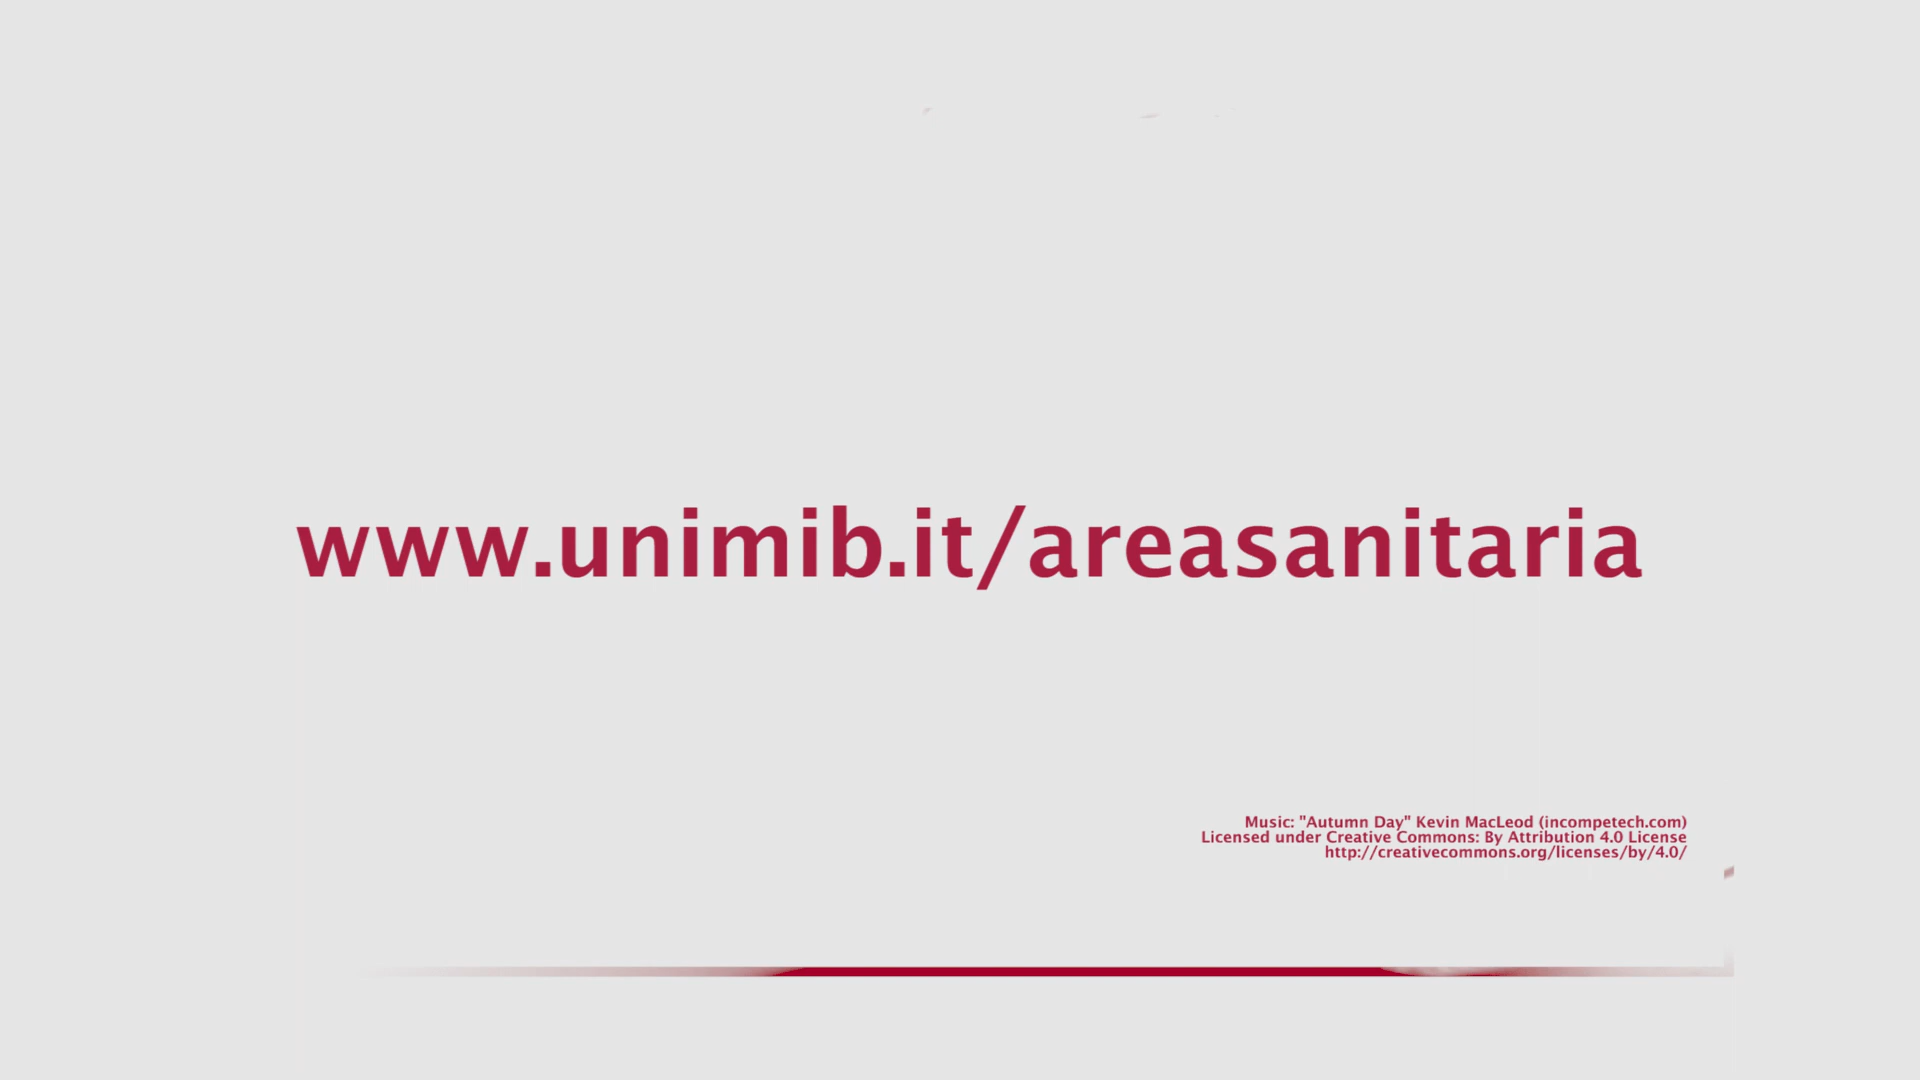 www.unimib.it/areasanitaria
Music: "Autumn Day" Kevin MacLeod (incompetech.com)
Licensed under Creative Commons: By Attribution 4.0 License
http://creativecommons.org/licenses/by/4.0/